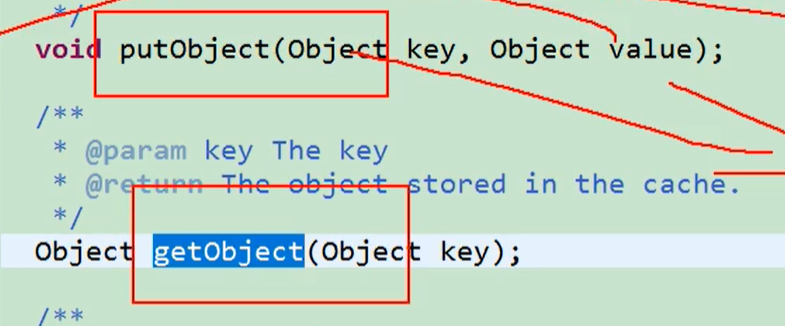 */
void putObject(Object key, Object value);
/**
* @param key The key
* @return The object stored in the cache.
*/
Object getObject(Object key);
/**